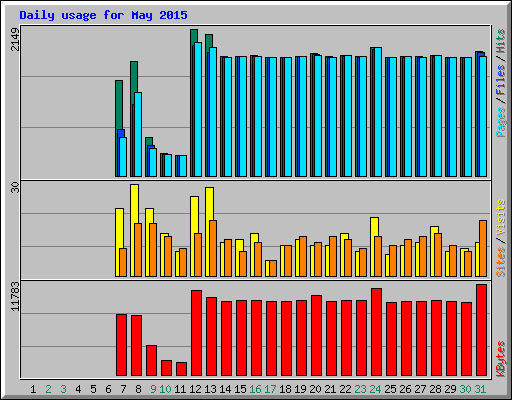 Daily usage for May 2015
2149
Pages / Files / Hits
30
Sites / Visits
11783
KBytes
1 2 3 4 5 6 7 8 9 10 11 12 13 14 15 16 17 18 19 20 21 22 23 24 25 26 27 28 29 30 31